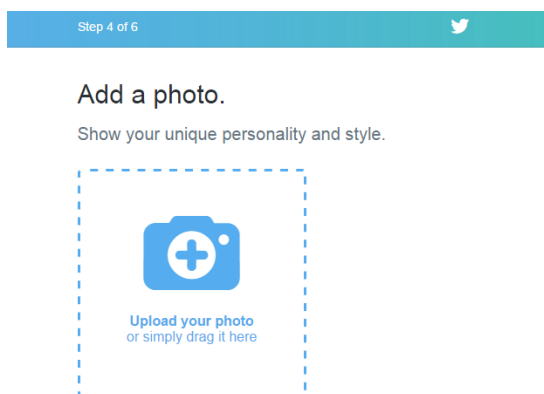 Step 4 of 6
Add a photo.
Show your unique personality and style.
Upload your photo
or simply drag it here